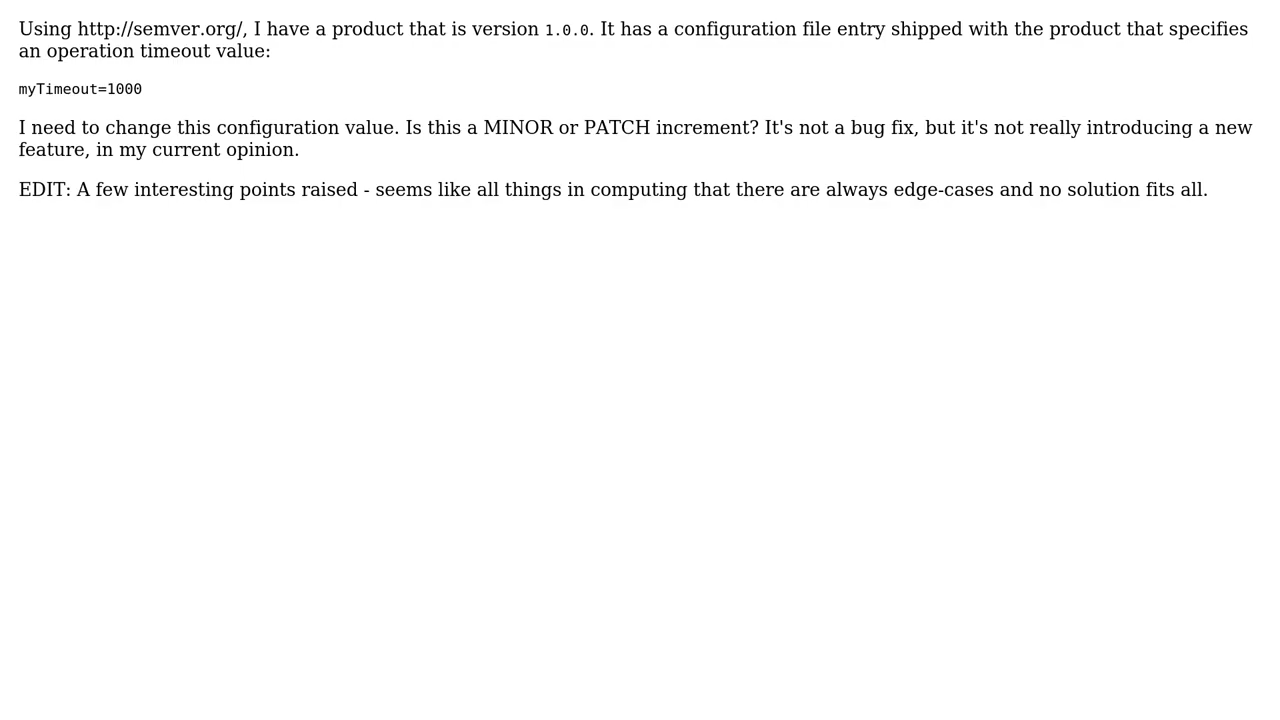 Using http://semver.org/, I have a product that is version 1.0.0. It has a configuration file entry shipped with the product that specifies
an operation timeout value:
myTimeout=1000
I need to change this configuration value. Is this a MINOR or PATCH increment? It's not a bug fix, but it's not really introducing a new
feature, in my current opinion.
EDIT: A few interesting points raised - seems like all things in computing that there are always edge-cases and no solution fits all.